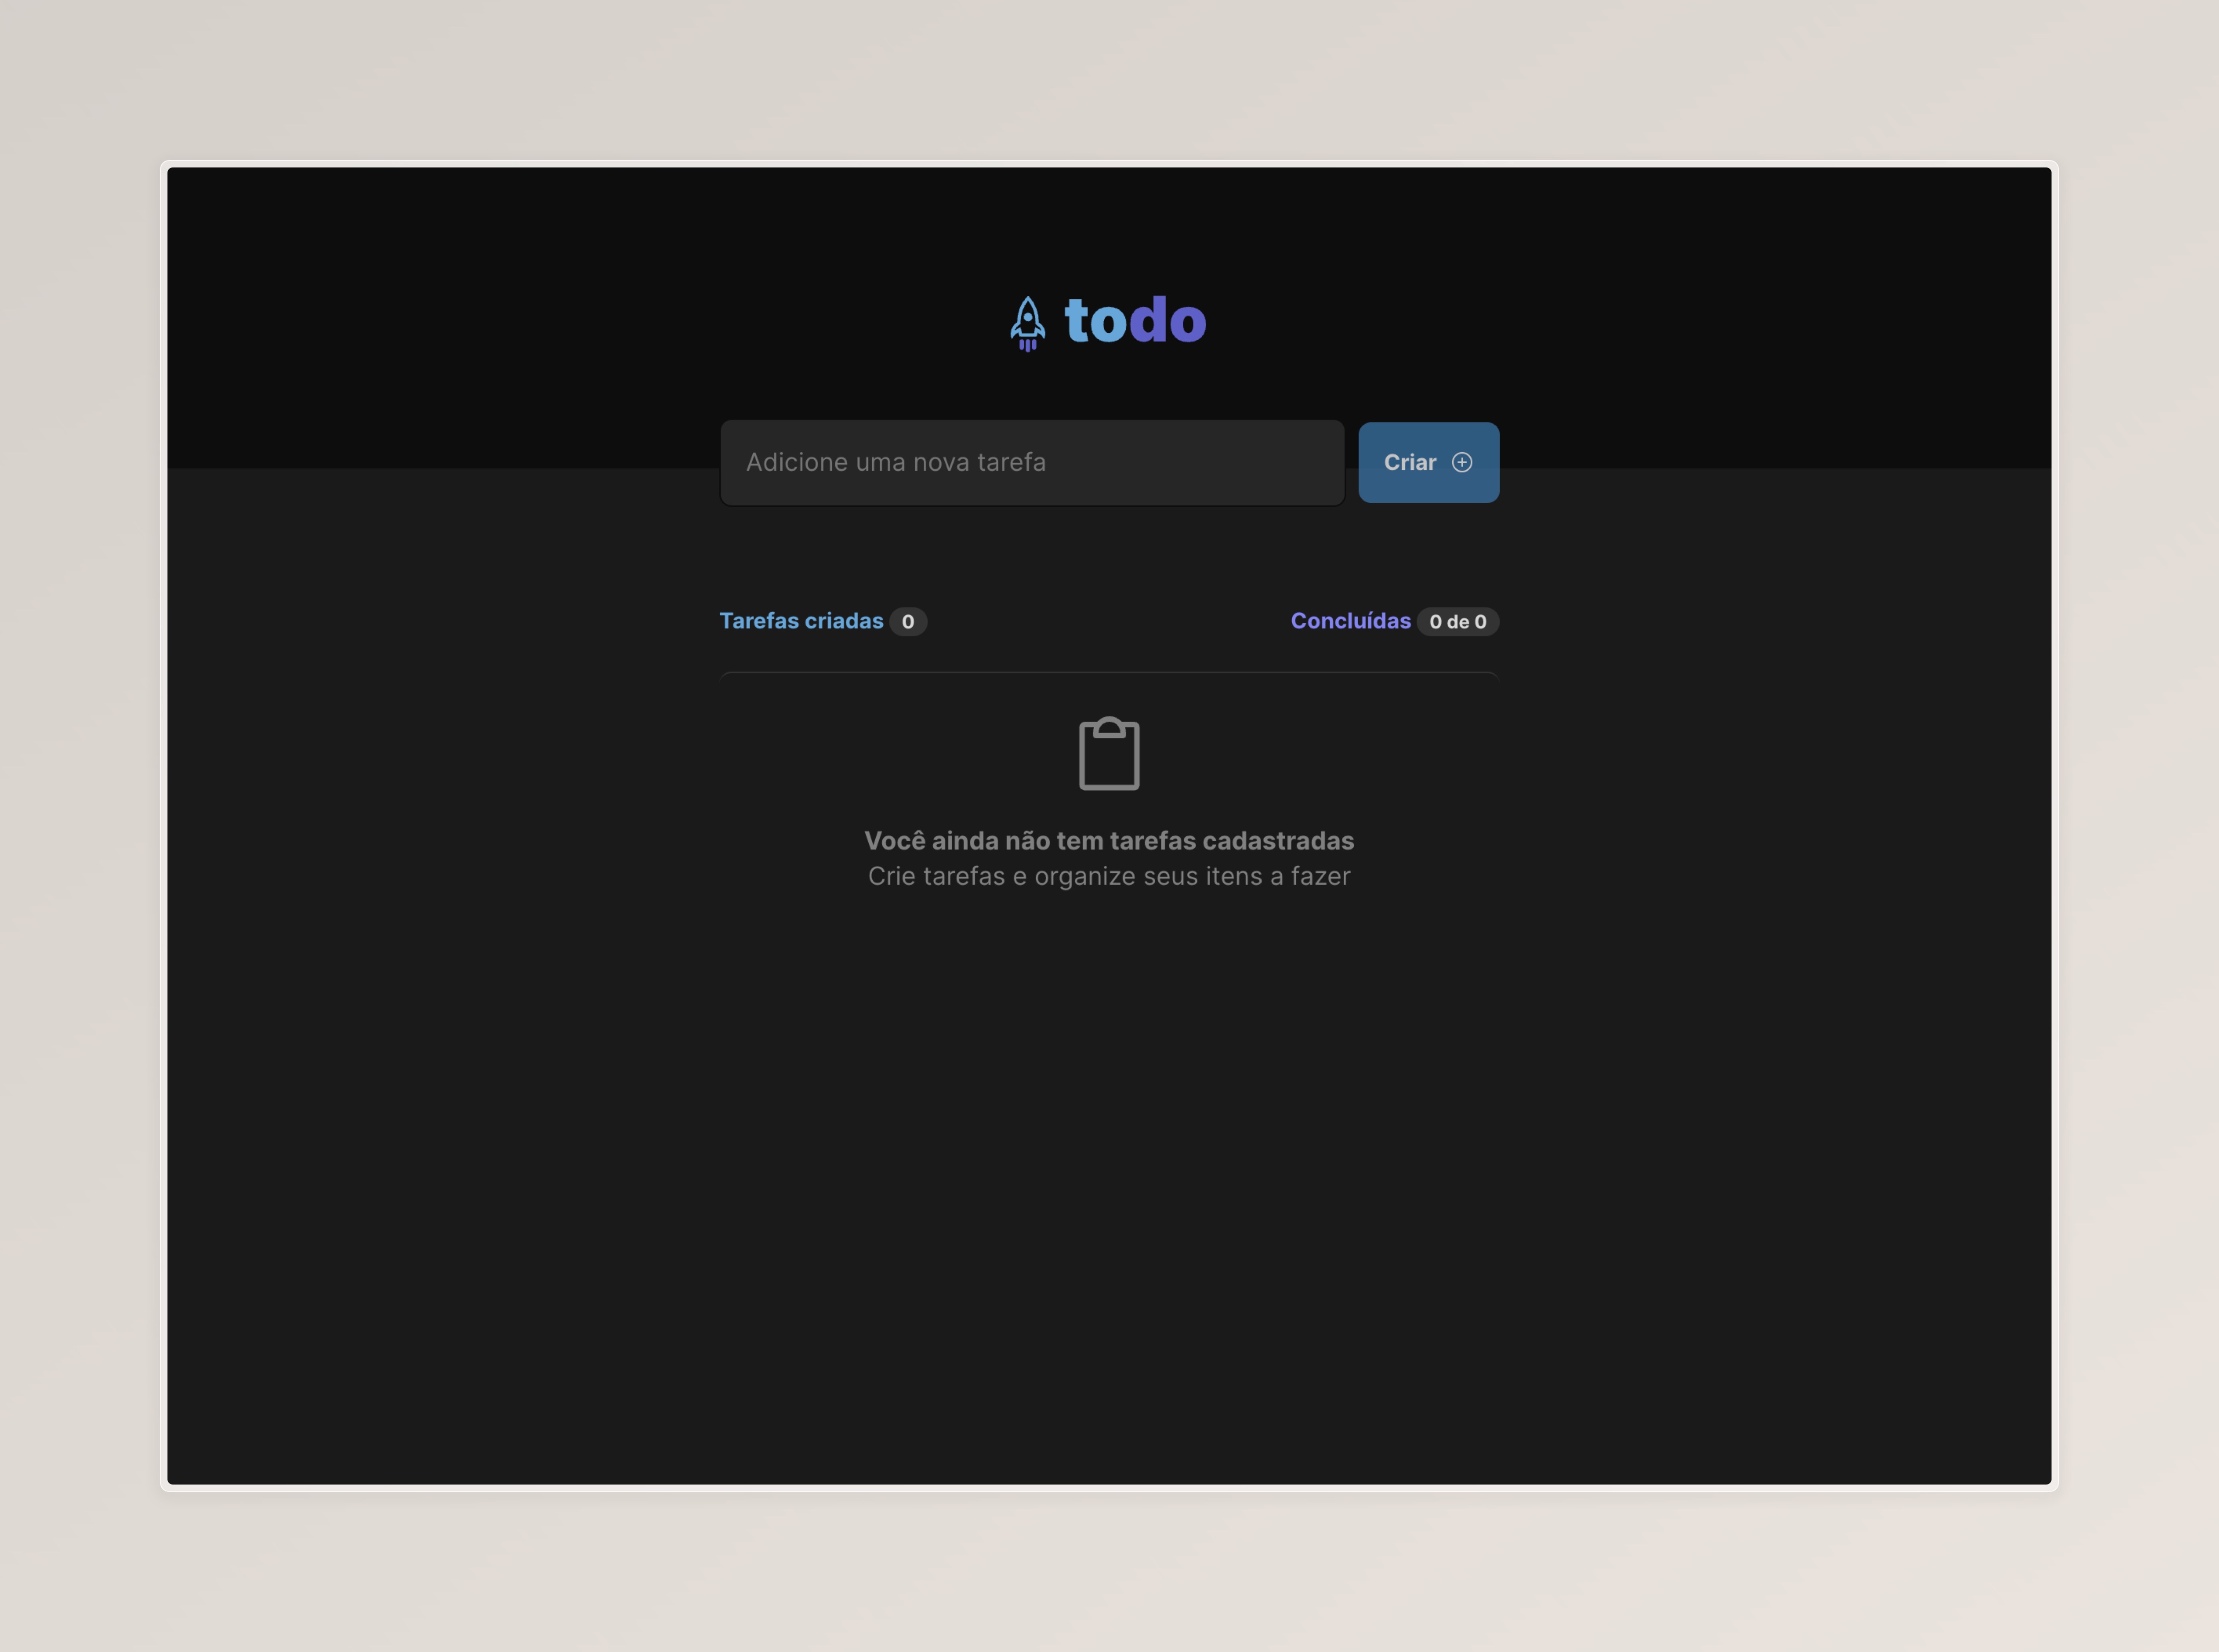 todo
Adicione uma nova tarefa
Criar
Tarefas criadas 0
Concluídas 0 de 0
Você ainda não tem tarefas cadastradas
Crie tarefas e organize seus itens a fazer